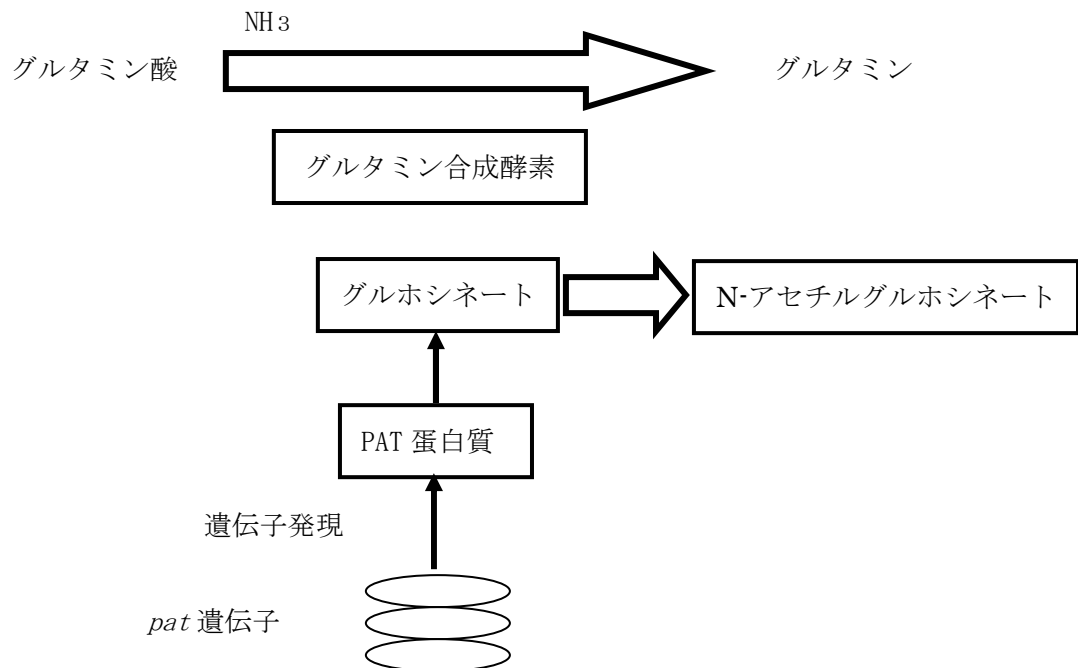 NH3
グルタミン酸
グルタミン
グルタミン合成酵素
グルホシネート
N-アセチルグルホシネート
PAT 蛋白質
遺伝子発現
pat 遺伝子